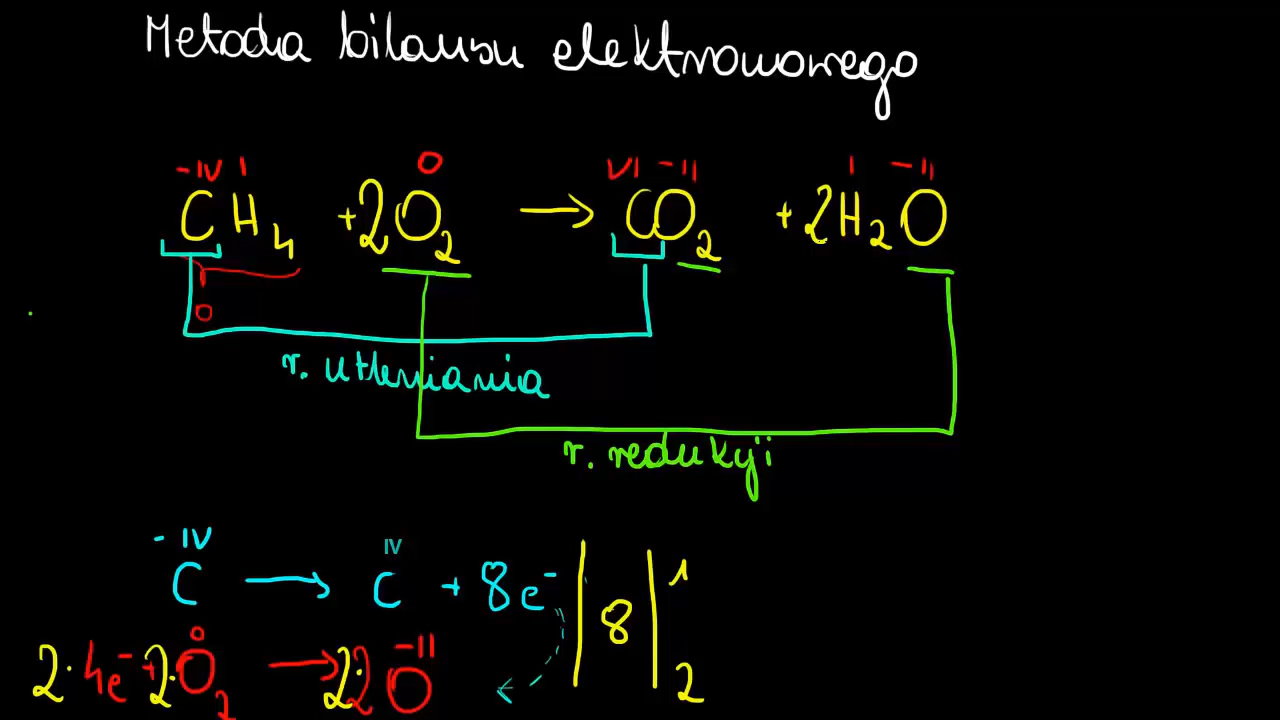 Metoda bilansu elektronowego
-IV I 0 VI -II I -II
CH4 +2O2 → CO2 +2H2O
0
r. utleniania
r. redukcji
-IV IV
C → C + 8e- | 8 | 1
0 -II
2·4e- + 2·O2 → 2·2O 2